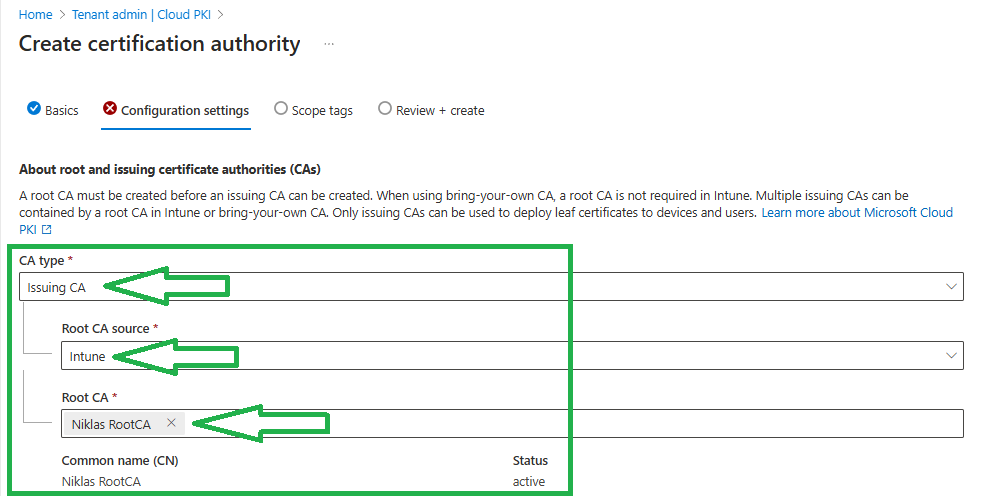 Home > Tenant admin | Cloud PKI >
Create certification authority ...
Basics Configuration settings Scope tags Review + create
About root and issuing certificate authorities (CAs)
A root CA must be created before an issuing CA can be created. When using bring-your-own CA, a root CA is not required in Intune. Multiple issuing CAs can be
contained by a root CA in Intune or bring-your-own CA. Only issuing CAs can be used to deploy leaf certificates to devices and users. Learn more about Microsoft Cloud
PKI
CA type *
Issuing CA
Root CA source *
Intune
Root CA *
Niklas RootCA ×
Common name (CN) Status
Niklas RootCA active